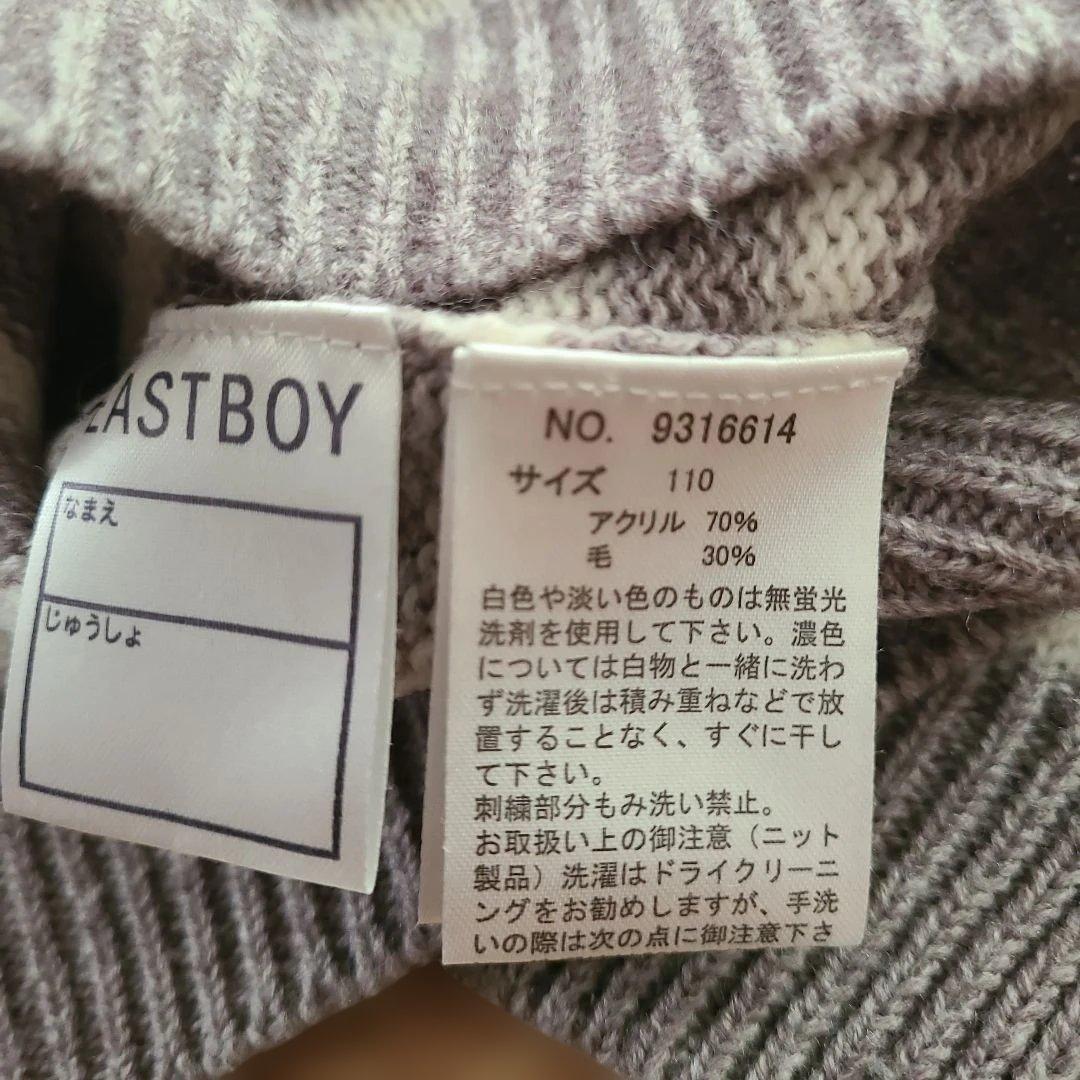 EASTBOY
なまえ
じゅうしょ
NO. 9316614
サイズ 110
アクリル 70%
毛 30%
白色や淡い色のものは無蛍光
洗剤を使用して下さい。濃色
については白物と一緒に洗わ
ず洗濯後は積み重ねなどで放
置することなく、すぐに干し
て下さい。
刺繍部分もみ洗い禁止。
お取扱い上の御注意（ニット
製品）洗濯はドライクリーニ
ングをお勧めしますが、手洗
いの際は次の点に御注意下さ